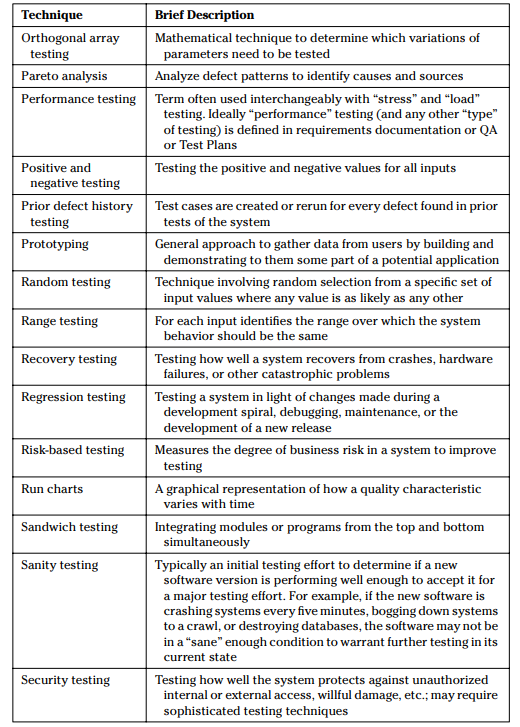 Technique Brief Description
Orthogonal array Mathematical technique to determine which variations of
testing parameters need to be tested
Pareto analysis Analyze defect patterns to identify causes and sources
Performance testing Term often used interchangeably with “stress” and “load”
testing. Ideally “performance” testing (and any other “type”
of testing) is defined in requirements documentation or QA
or Test Plans
Positive and Testing the positive and negative values for all inputs
negative testing
Prior defect history Test cases are created or rerun for every defect found in prior
testing tests of the system
Prototyping General approach to gather data from users by building and
demonstrating to them some part of a potential application
Random testing Technique involving random selection from a specific set of
input values where any value is as likely as any other
Range testing For each input identifies the range over which the system
behavior should be the same
Recovery testing Testing how well a system recovers from crashes, hardware
failures, or other catastrophic problems
Regression testing Testing a system in light of changes made during a
development spiral, debugging, maintenance, or the
development of a new release
Risk-based testing Measures the degree of business risk in a system to improve
testing
Run charts A graphical representation of how a quality characteristic
varies with time
Sandwich testing Integrating modules or programs from the top and bottom
simultaneously
Sanity testing Typically an initial testing effort to determine if a new
software version is performing well enough to accept it for
a major testing effort. For example, if the new software is
crashing systems every five minutes, bogging down systems
to a crawl, or destroying databases, the software may not be
in a “sane” enough condition to warrant further testing in its
current state
Security testing Testing how well the system protects against unauthorized
internal or external access, willful damage, etc.; may require
sophisticated testing techniques